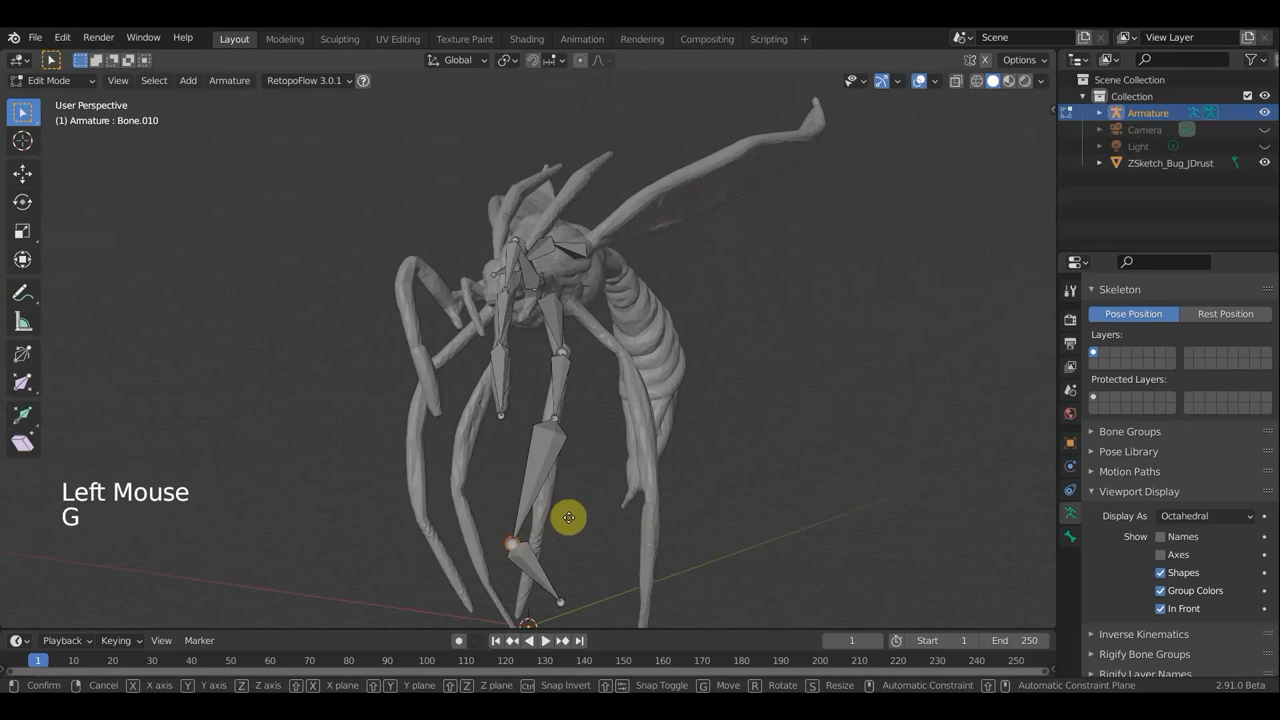 File Edit Render Window Help
Layout Modeling Sculpting UV Editing Texture Paint Shading Animation Rendering Compositing Scripting +
Scene
View Layer
Global
X
Options
Edit Mode View Select Add Armature RetopoFlow 3.0.1
User Perspective
(1) Armature : Bone.010
Scene Collection
Collection
Armature
Camera
Light
ZSketch_Bug_JDrust
Skeleton
Pose Position Rest Position
Layers:
Protected Layers:
Bone Groups
Pose Library
Motion Paths
Viewport Display
Display As Octahedral
Show Names
Axes
Shapes
Group Colors
In Front
Inverse Kinematics
Rigify Bone Groups
Rigify Layer Names
Left Mouse
G
Playback Keying View Marker
1 Start 1 End 250
1 10 20 30 40 50 60 70 80 90 100 110 120 130 140 150 160 170 180 190 200 210 220 230 240 250
Confirm Cancel X X axis Y Y axis Z Z axis X X plane Y Y plane Z Z plane Ctrl Snap Invert Snap Toggle G Move R Rotate S Resize Automatic Constraint Automatic Constraint Plane 2.91.0 Beta